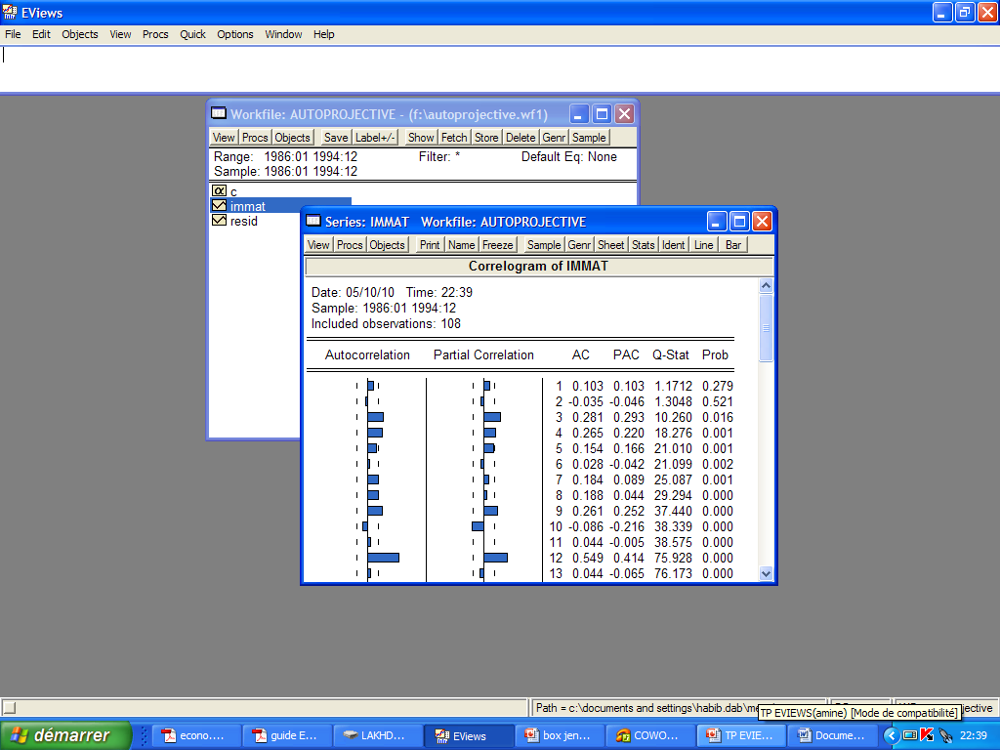 EViews
File Edit Objects View Procs Quick Options Window Help
Workfile: AUTOPROJECTIVE - (f:\autoprojective.wf1)
View Procs Objects Save Label+/- Show Fetch Store Delete Genr Sample
Range: 1986:01 1994:12 Filter: * Default Eq: None
Sample: 1986:01 1994:12
c
immat
resid
Series: IMMAT Workfile: AUTOPROJECTIVE
View Procs Objects Print Name Freeze Sample Genr Sheet Stats Ident Line Bar
Correlogram of IMMAT
Date: 05/10/10 Time: 22:39
Sample: 1986:01 1994:12
Included observations: 108
Autocorrelation Partial Correlation AC PAC Q-Stat Prob
1 0.103 0.103 1.1712 0.279
2 -0.035 -0.046 1.3048 0.521
3 0.281 0.293 10.260 0.016
4 0.265 0.220 18.276 0.001
5 0.154 0.166 21.010 0.001
6 0.028 -0.042 21.099 0.002
7 0.184 0.089 25.087 0.001
8 0.188 0.044 29.294 0.000
9 0.261 0.252 37.440 0.000
10 -0.086 -0.216 38.339 0.000
11 0.044 -0.005 38.575 0.000
12 0.549 0.414 75.928 0.000
13 0.044 -0.065 76.173 0.000
Path = c:\documents and settings\habib.dab\me
jective
TP EVIEWS(amine) [Mode de compatibilité]
démarrer econo... guide E... LAKHD... EViews box jen... COWO... TP EVIE... Docume... 22:39